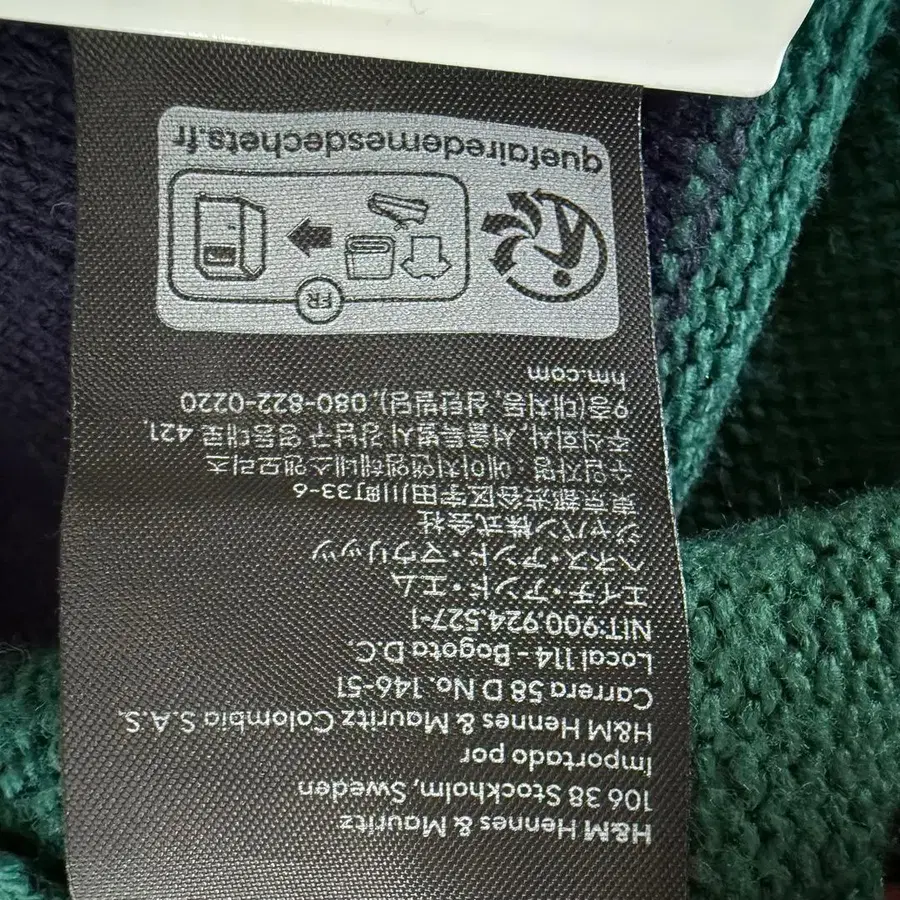 H&M Hennes & Mauritz
106 38 Stockholm, Sweden
Importado por
H&M Hennes & Mauritz Colombia S.A.S.
Carrera 58 D No. 146-51
Local 114 - Bogota D.C
NIT:900.924.527-1
エイチ・アンド・エム
ヘネス・アンド・マウリッツ
ジャパン株式会社
東京都渋谷区宇田川町33-6
수입자명 : 에이치앤엠헤네스앤모리츠
주식회사, 서울특별시 강남구 영동대로 421,
9층(대치동, 삼탄빌딩), 080-822-0220
hm.com
FR
quefairedemesdechets.fr